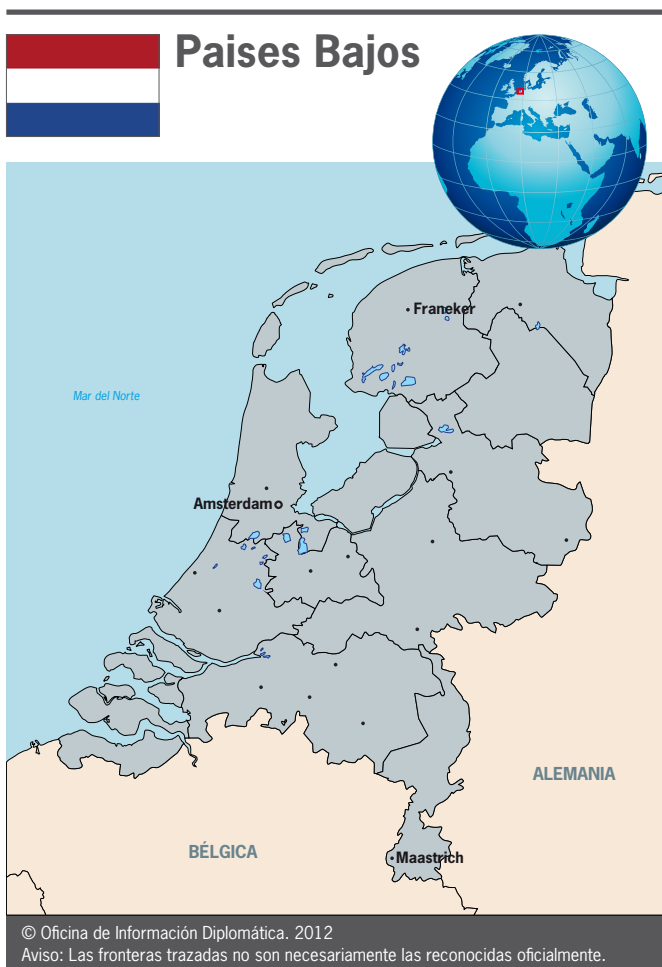 Paises Bajos
Franeker
Mar del Norte
Amsterdam
ALEMANIA
BÉLGICA
Maastrich
© Oficina de Información Diplomática. 2012
Aviso: Las fronteras trazadas no son necesariamente las reconocidas oficialmente.